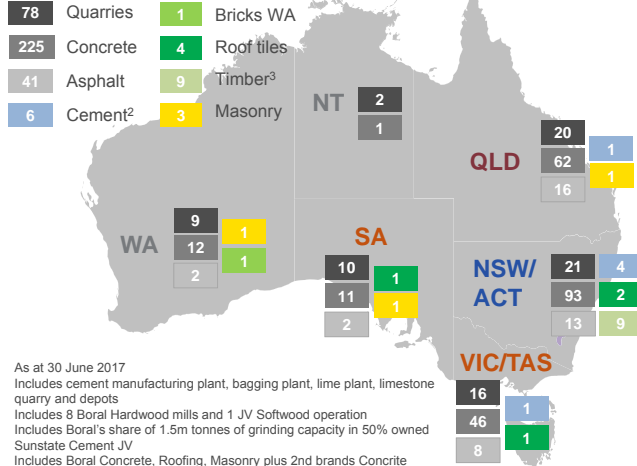 78 Quarries 1 Bricks WA
225 Concrete 4 Roof tiles
41 Asphalt 9 Timber³
6 Cement² 3 Masonry
NT
2
1
QLD
20
62
16
1
1
WA
9
12
2
1
1
SA
10
11
2
1
1
NSW/
ACT
21
93
13
4
2
9
VIC/TAS
16
46
8
1
1
As at 30 June 2017
Includes cement manufacturing plant, bagging plant, lime plant, limestone
quarry and depots
Includes 8 Boral Hardwood mills and 1 JV Softwood operation
Includes Boral's share of 1.5m tonnes of grinding capacity in 50% owned
Sunstate Cement JV
Includes Boral Concrete, Roofing, Masonry plus 2nd brands Concrite